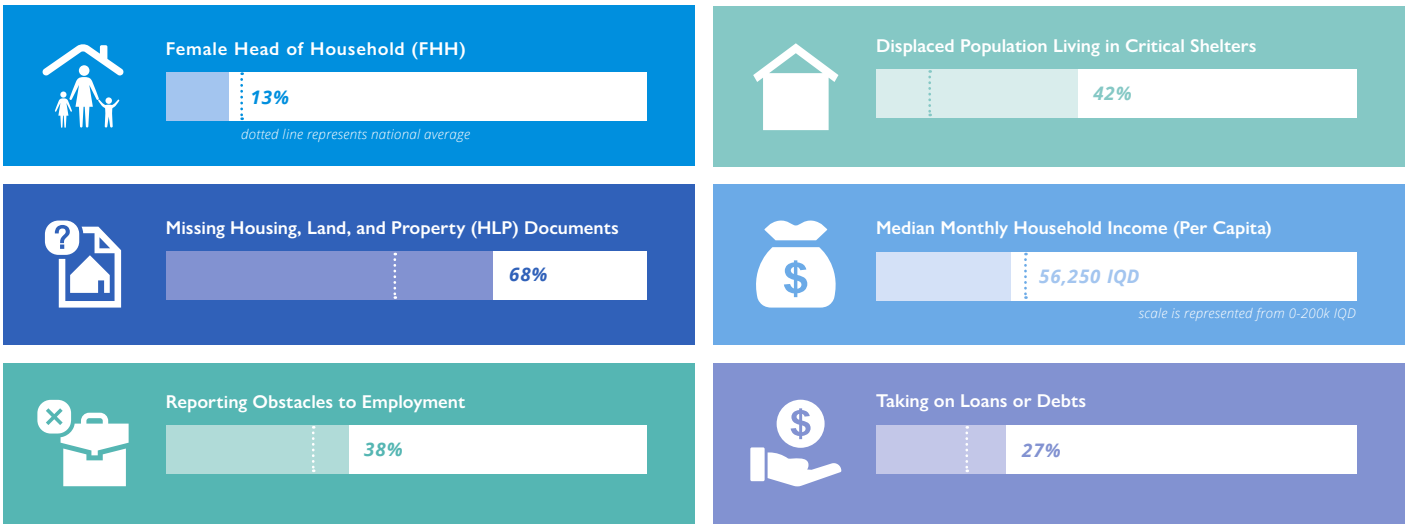 Female Head of Household (FHH)
13%
dotted line represents national average
Displaced Population Living in Critical Shelters
42%
?
Missing Housing, Land, and Property (HLP) Documents
68%
$
Median Monthly Household Income (Per Capita)
56,250 IQD
scale is represented from 0-200k IQD
Reporting Obstacles to Employment
38%
$
Taking on Loans or Debts
27%